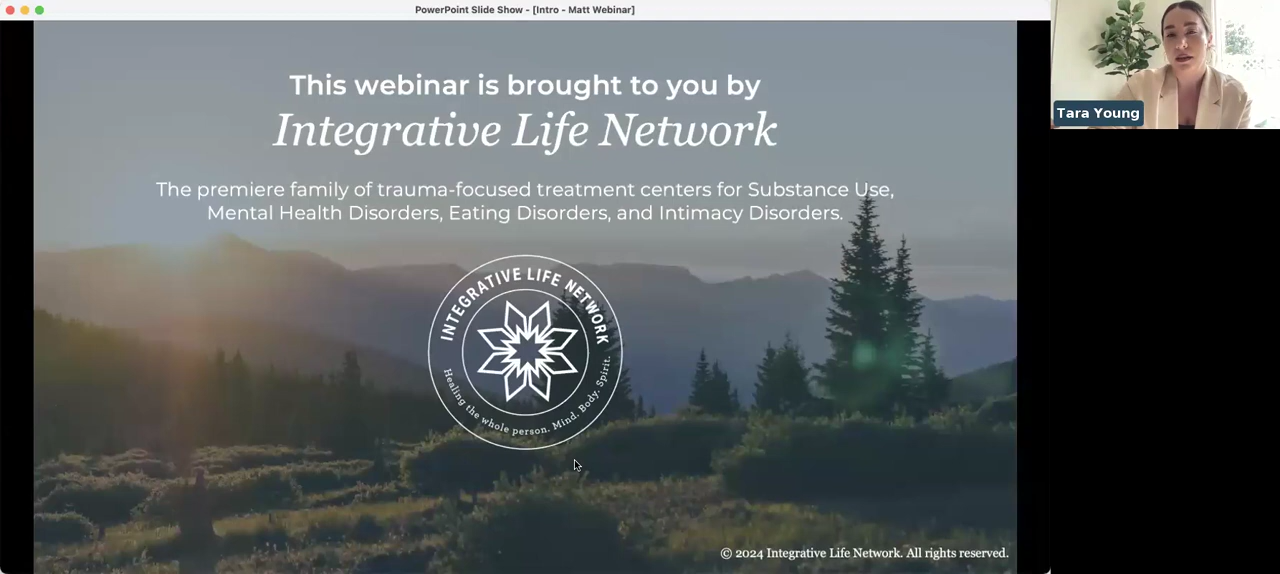 PowerPoint Slide Show - [Intro - Matt Webinar]
This webinar is brought to you by
Integrative Life Network
The premiere family of trauma-focused treatment centers for Substance Use,
Mental Health Disorders, Eating Disorders, and Intimacy Disorders.
INTEGRATIVE LIFE NETWORK
Healing the whole person. Mind. Body. Spirit.
© 2024 Integrative Life Network. All rights reserved.
Tara Young